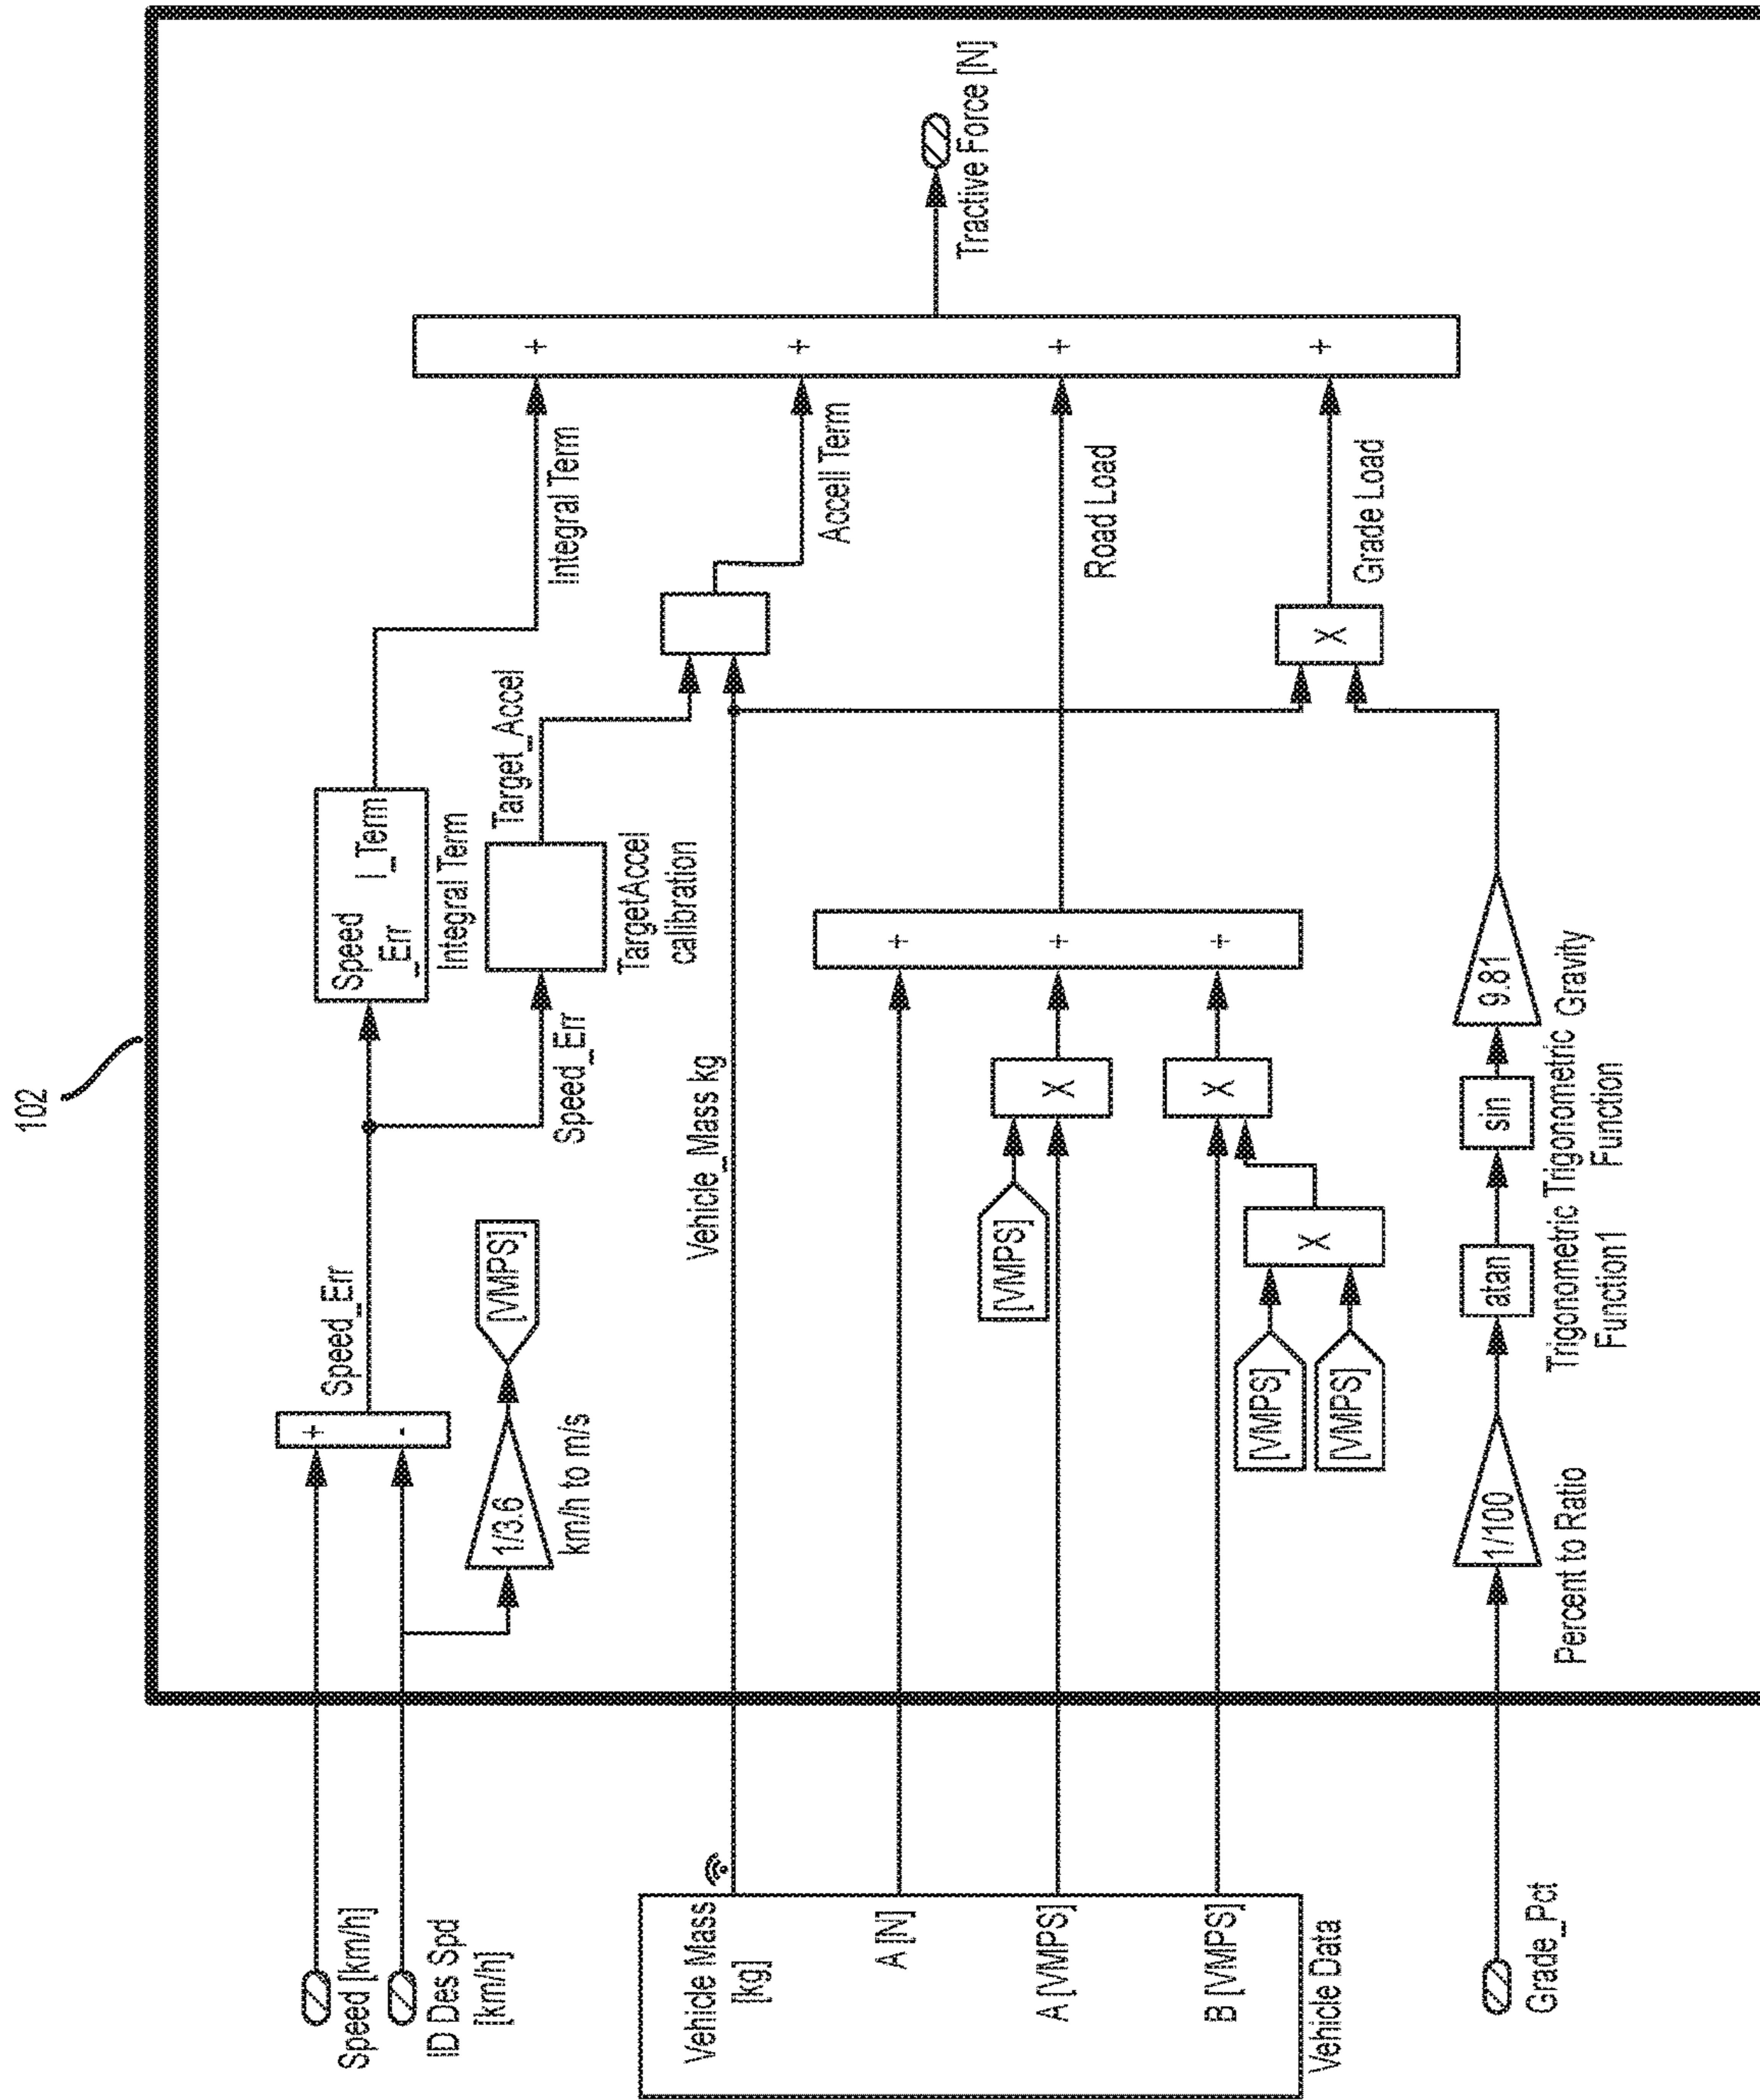 102
Speed [km/h]
ID Des Spd
[km/h]
+
-
Speed_Err
1/3.6
km/h to m/s
[VMPS]
Speed
_Err
I_Term
Integral Term
Integral Term
Speed_Err
TargetAccel
calibration
Target_Accel
Accell Term
Vehicle Mass
[kg]
A [N]
A [VMPS]
B [VMPS]
Vehicle Data
Vehicle_Mass kg
[VMPS]
X
[VMPS]
[VMPS]
X
X
+
+
+
Road Load
Grade_Pct
1/100
Percent to Ratio
atan
Trigonometric
Function1
sin
Trigonometric
Function
9.81
Gravity
X
Grade Load
+
+
+
+
Tractive Force [N]